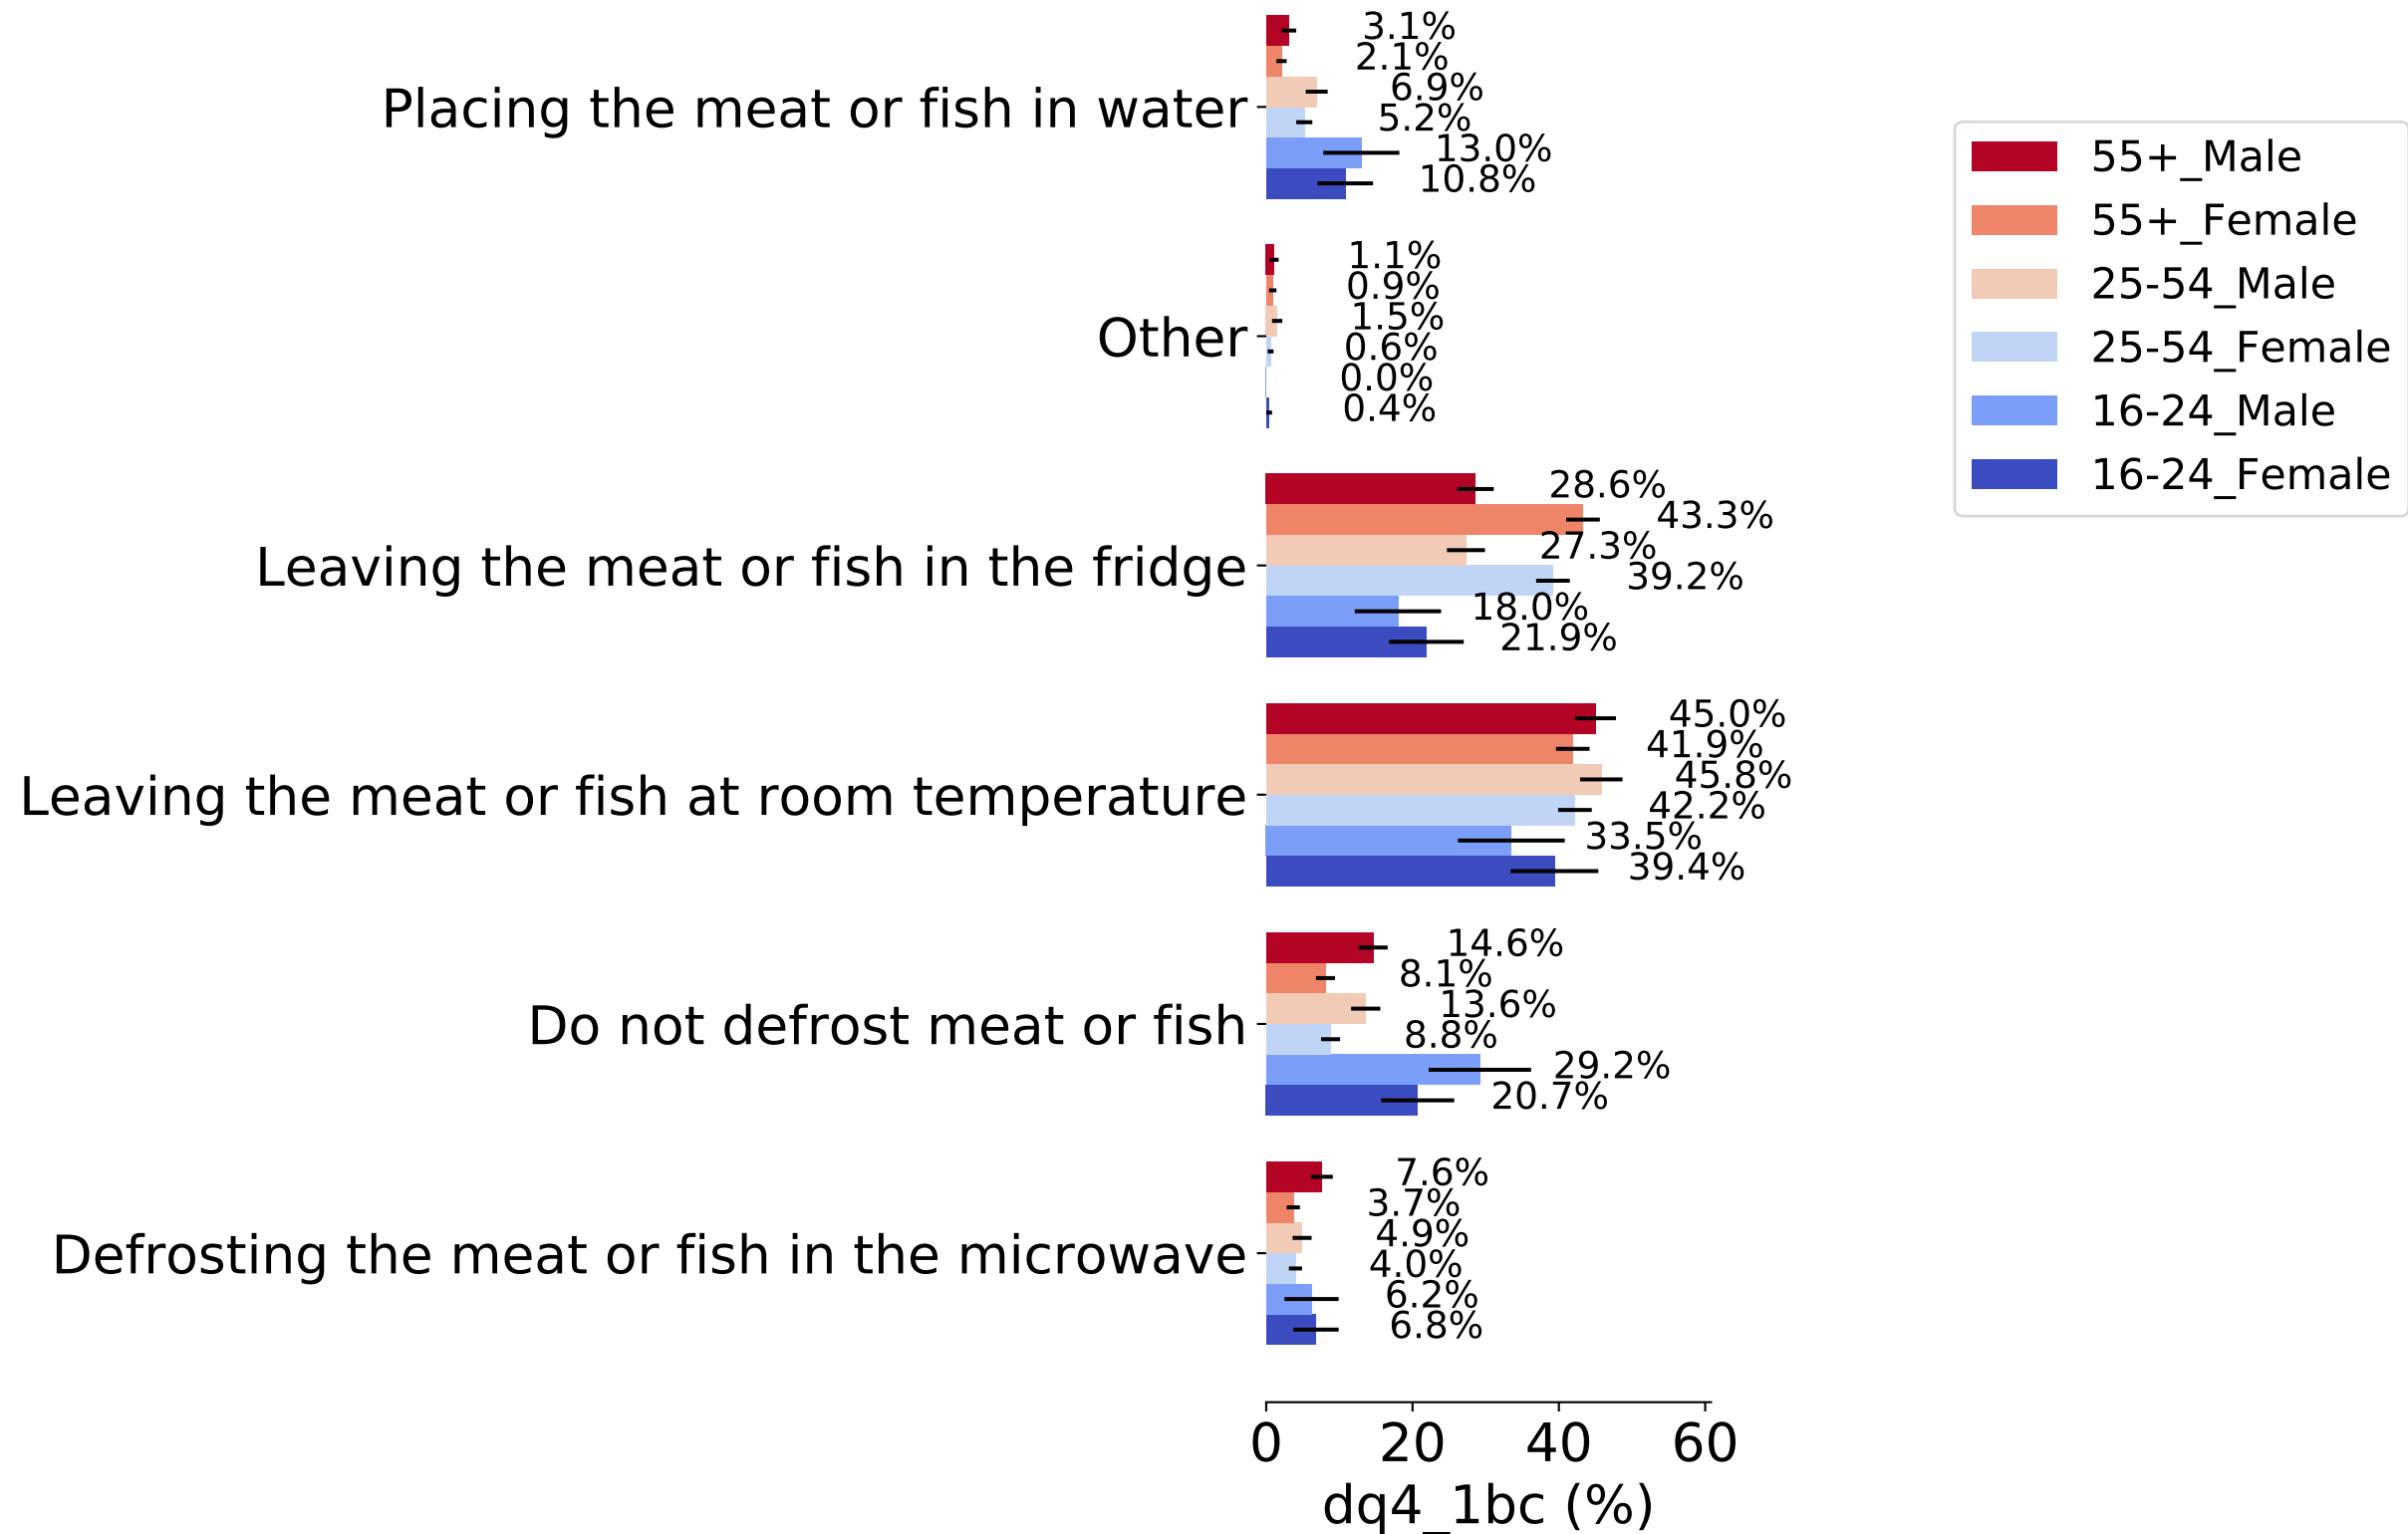 Placing the meat or fish in water
3.1%
2.1%
6.9%
5.2%
13.0%
10.8%
Other
1.1%
0.9%
1.5%
0.6%
0.0%
0.4%
Leaving the meat or fish in the fridge
28.6%
43.3%
27.3%
39.2%
18.0%
21.9%
Leaving the meat or fish at room temperature
45.0%
41.9%
45.8%
42.2%
33.5%
39.4%
Do not defrost meat or fish
14.6%
8.1%
13.6%
8.8%
29.2%
20.7%
Defrosting the meat or fish in the microwave
7.6%
3.7%
4.9%
4.0%
6.2%
6.8%
0 20 40 60
dq4_1bc (%)
55+_Male
55+_Female
25-54_Male
25-54_Female
16-24_Male
16-24_Female